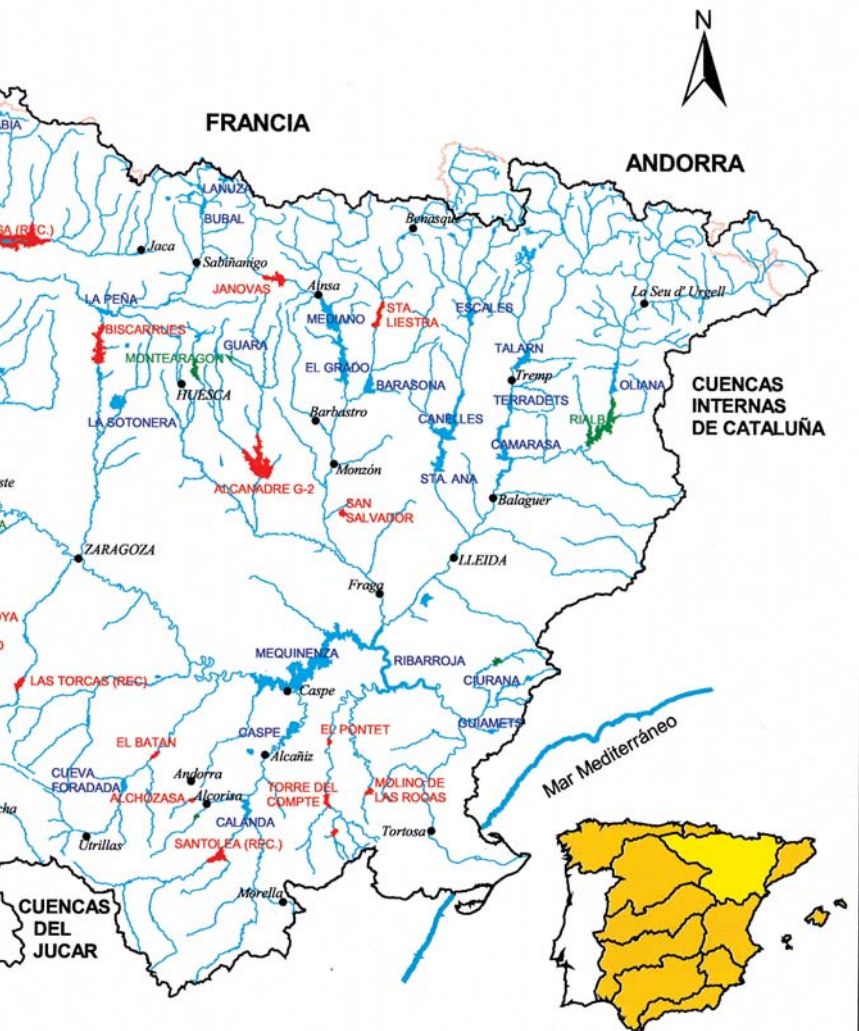 N
FRANCIA
ANDORRA
LANUZA
BUBAL
Benasque
(REC.)
Jaca
Sabiñanigo
JANOVAS
Aínsa
La Seu d' Urgell
LA PEÑA
MEDIANO
STA.
LIESTRA
ESCALES
BISCARRUES
GUARA
MONTEARAGON
TALARN
EL GRADO
Tremp
HUESCA
BARASONA
OLIANA
CUENCAS
INTERNAS
DE CATALUÑA
TERRADETS
LA SOTONERA
Barbastro
CANELLES
RIALB
CAMARASA
Monzón
STA. ANA
ALCANADRE G-2
SAN
SALVADOR
Balaguer
ZARAGOZA
LLEIDA
Fraga
MEQUINENZA
RIBARROJA
LAS TORCAS (REC)
CIURANA
Caspe
GUIAMETS
Mar Mediterráneo
EL BATAN
CASPE
EL PONTET
Alcañiz
CUEVA
FORADADA
Andorra
ALCHOZASA
Alcorisa
TORRE DEL
COMPTE
MOLINO DE
LAS ROCAS
CALANDA
Tortosa
Utrillas
SANTOLEA (REC.)
Morella
CUENCAS
DEL
JUCAR